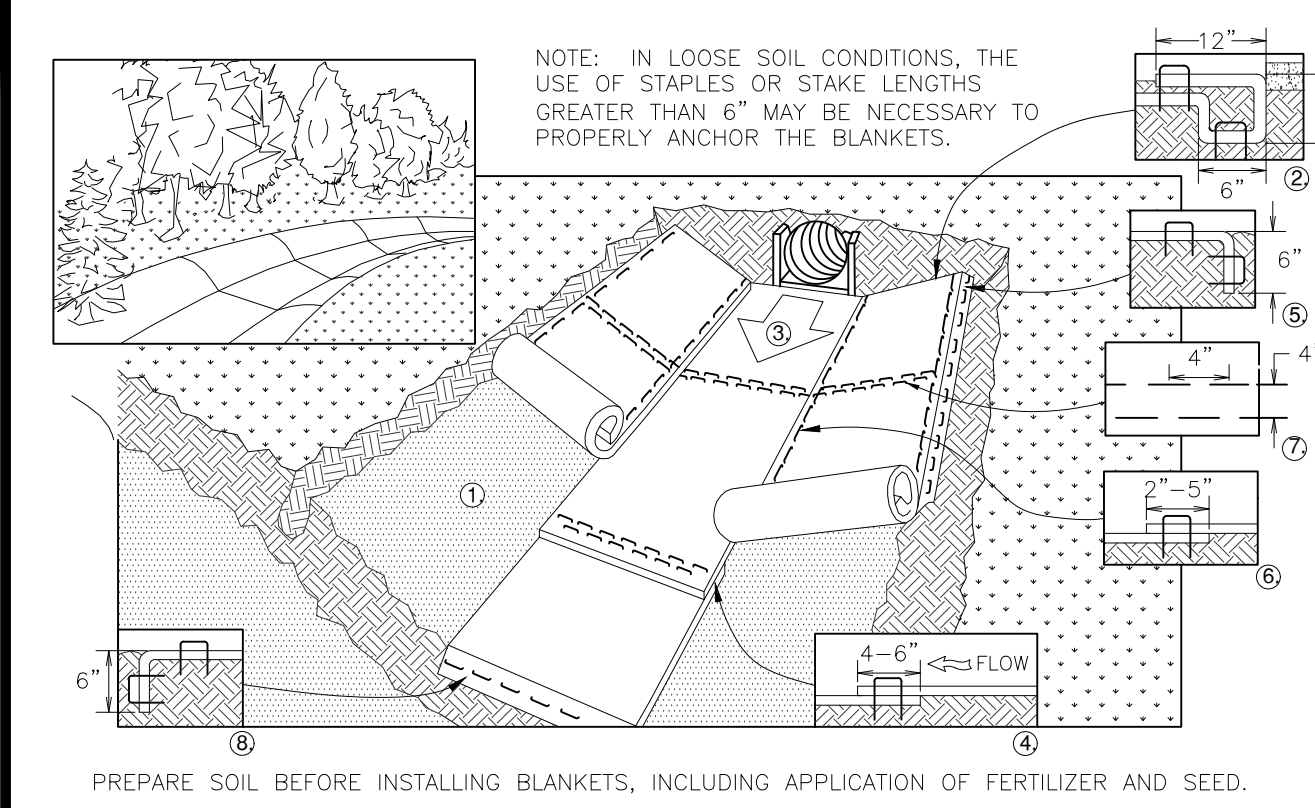 NOTE: IN LOOSE SOIL CONDITIONS, THE
USE OF STAPLES OR STAKE LENGTHS
GREATER THAN 6" MAY BE NECESSARY TO
PROPERLY ANCHOR THE BLANKETS.
12"
6"
2.
6"
5.
3.
4"
4"
7.
1.
2"-5"
6.
4-6"
FLOW
4.
6"
8.
PREPARE SOIL BEFORE INSTALLING BLANKETS, INCLUDING APPLICATION OF FERTILIZER AND SEED.